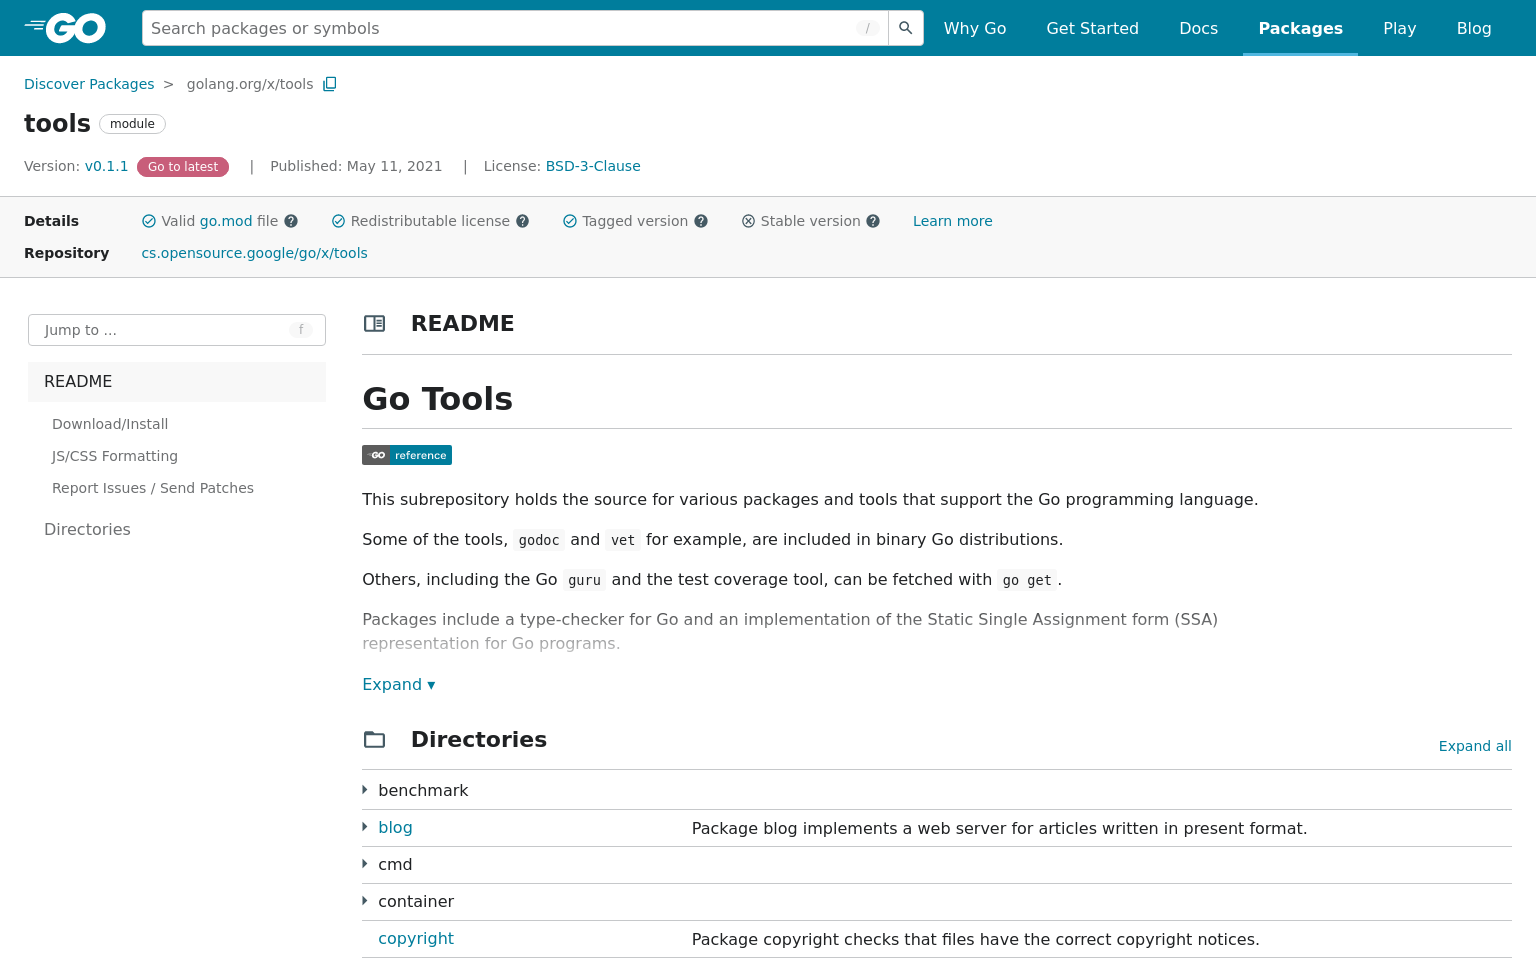 GO
Search packages or symbols /
Why Go Get Started Docs Packages Play Blog
Discover Packages > golang.org/x/tools
tools module
Version: v0.1.1 Go to latest | Published: May 11, 2021 | License: BSD-3-Clause
Details Valid go.mod file Redistributable license Tagged version Stable version Learn more
Repository cs.opensource.google/go/x/tools
Jump to ... f
README
Download/Install
JS/CSS Formatting
Report Issues / Send Patches
Directories
README
Go Tools
GO reference
This subrepository holds the source for various packages and tools that support the Go programming language.
Some of the tools, godoc and vet for example, are included in binary Go distributions.
Others, including the Go guru and the test coverage tool, can be fetched with go get.
Packages include a type-checker for Go and an implementation of the Static Single Assignment form (SSA)
representation for Go programs.
Expand ▾
Directories Expand all
benchmark
blog Package blog implements a web server for articles written in present format.
cmd
container
copyright Package copyright checks that files have the correct copyright notices.